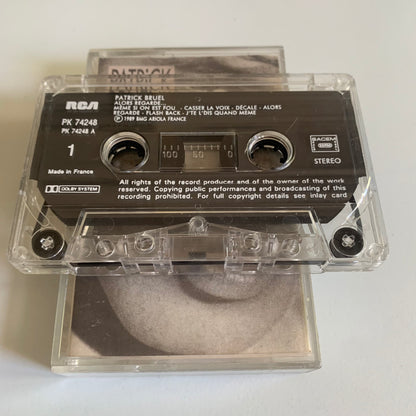 PATRICK
RCA
PATRICK BRUEL
ALORS REGARDE...
MÊME SI ON EST FOU - CASSER LA VOIX - DÉCALÉ - ALORS
REGARDE - FLASH BACK - J'TE L'DIS QUAND MÊME
℗ 1989 BMG ARIOLA FRANCE
PK 74248
PK 74248 A
1
100 50 0
SACEM
STEREO
Made in France
DOLBY SYSTEM
All rights of the record producer and of the owner of the work
reserved. Copying public performances and broadcasting of this
recording prohibited. For full copyright details see inlay card